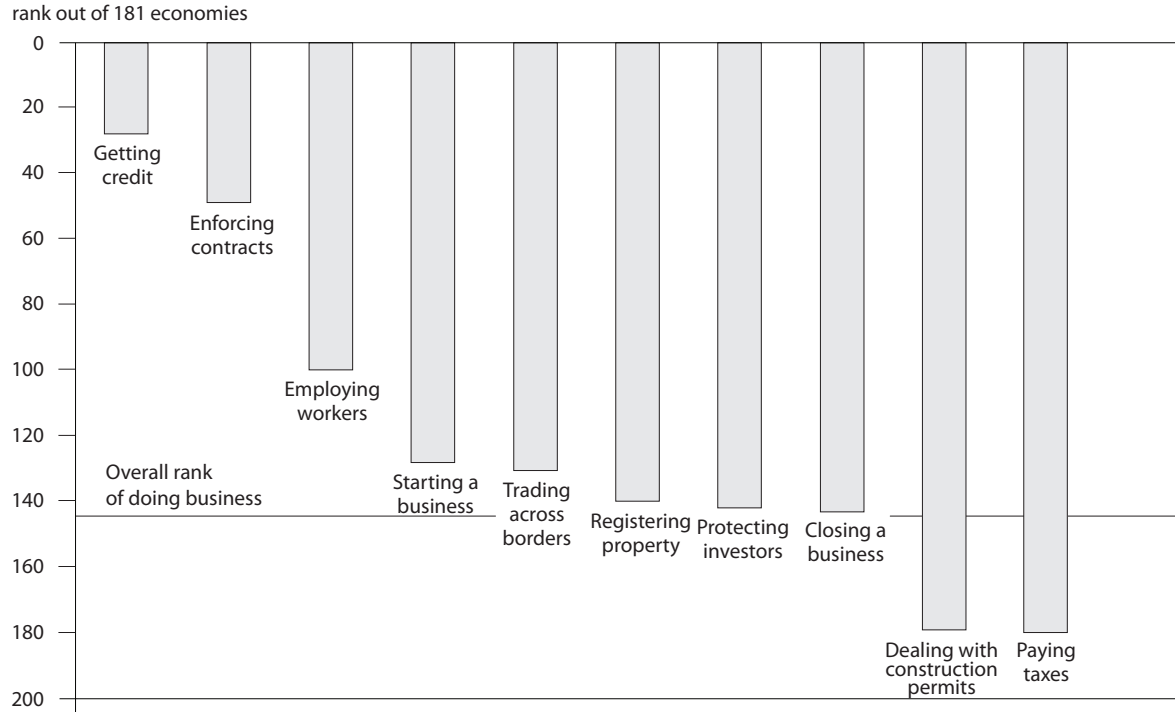 rank out of 181 economies
0
20
40
60
80
100
120
140
160
180
200
Getting
credit
Enforcing
contracts
Employing
workers
Overall rank
of doing business
Starting a
business
Trading
across
borders
Registering
property
Protecting
investors
Closing a
business
Dealing with
construction
permits
Paying
taxes